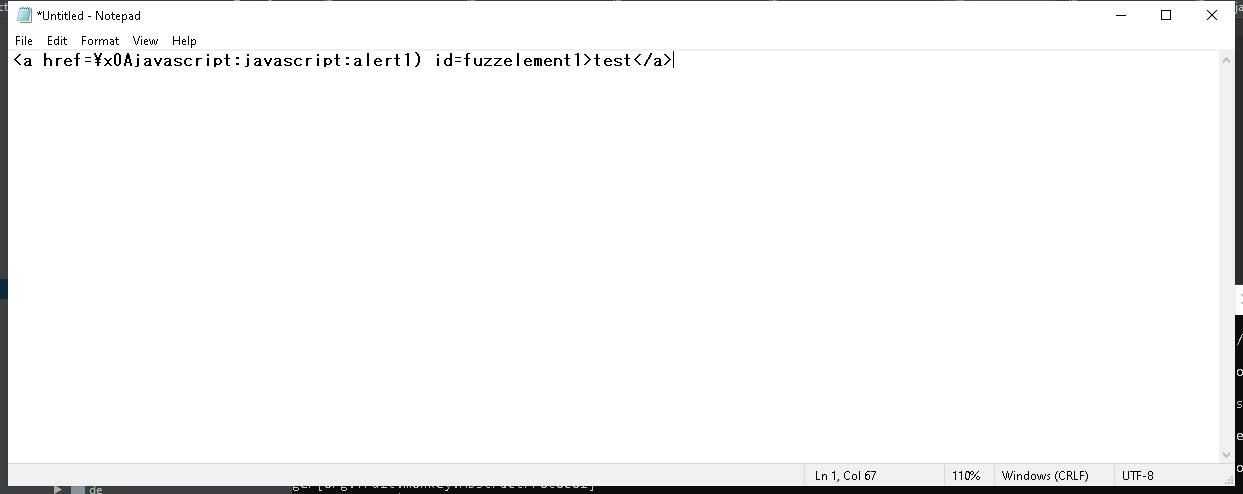 *Untitled - Notepad
File Edit Format View Help
<a href=¥x0Ajavascript:javascript:alert1) id=fuzzelement1>test</a>
Ln 1, Col 67 110% Windows (CRLF) UTF-8
de